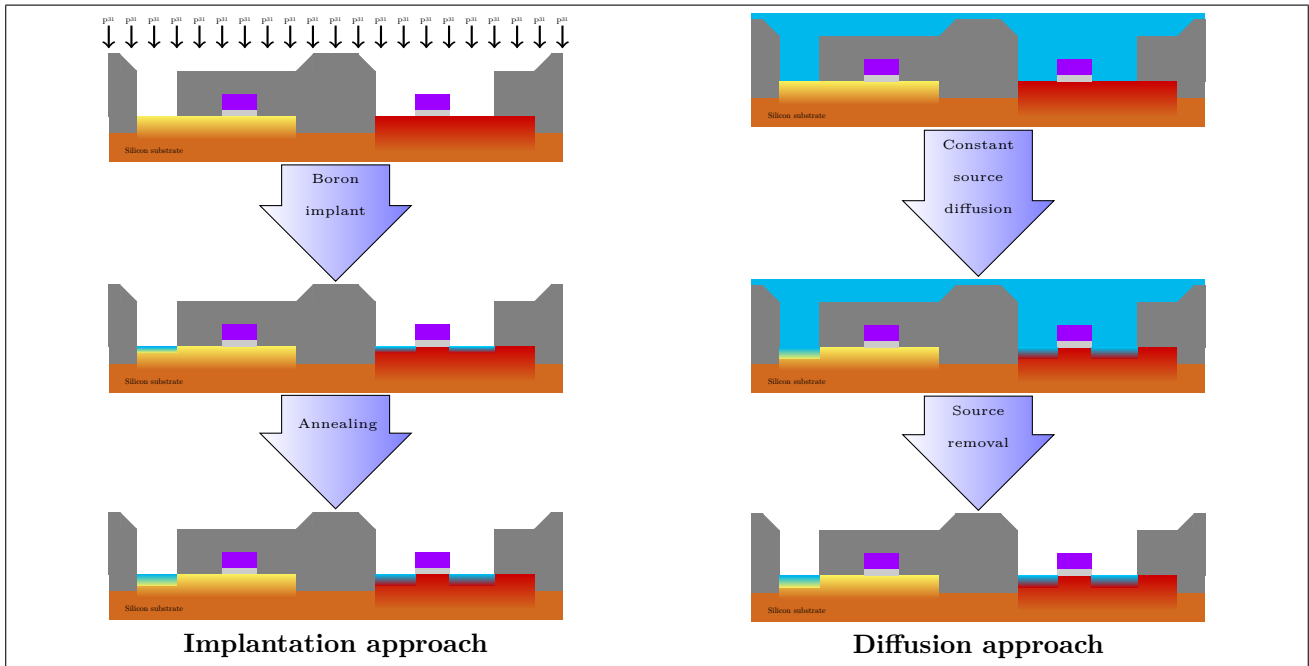 P³¹ P³¹ P³¹ P³¹ P³¹ P³¹ P³¹ P³¹ P³¹ P³¹ P³¹ P³¹ P³¹ P³¹ P³¹ P³¹ P³¹ P³¹ P³¹ P³¹ P³¹
Silicon substrate
Boron
implant
Silicon substrate
Annealing
Silicon substrate
Implantation approach
Silicon substrate
Constant
source
diffusion
Silicon substrate
Source
removal
Silicon substrate
Diffusion approach